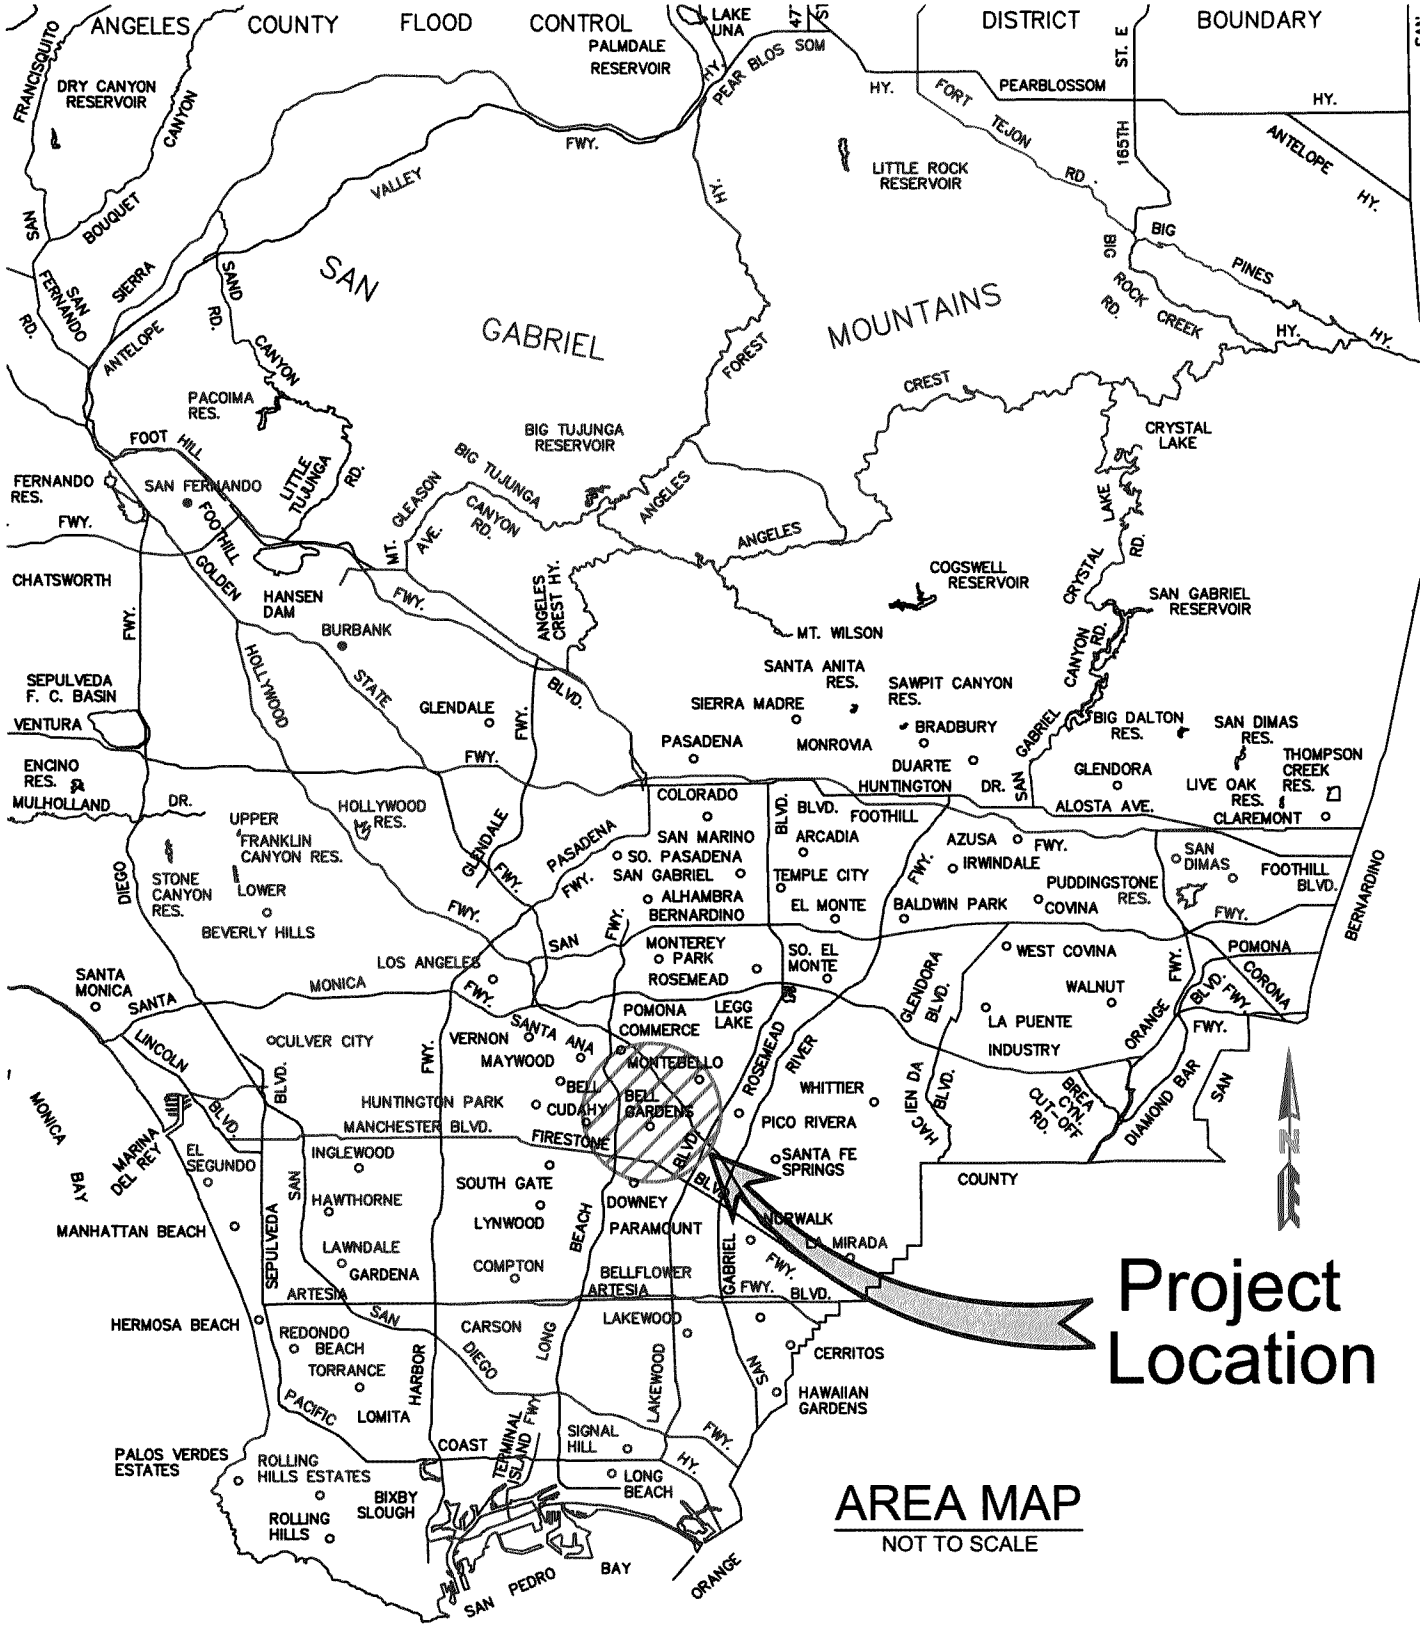 ANGELES COUNTY FLOOD CONTROL DISTRICT BOUNDARY
LAKE
UNA
PALMDALE
RESERVOIR
HY.
PEAR BLOS SOM
HY.
PEARBLOSSOM
HY.
ST. E
165TH
FRANCISQUITO
DRY CANYON
RESERVOIR
CANYON
BOUQUET
SAN
FERNANDO
RD.
SAN
FERNANDO
SIERRA
ANTELOPE
VALLEY
FWY.
HY.
FORT
TEJON
RD.
ANTELOPE
HY.
LITTLE ROCK
RESERVOIR
BIG
PINES
HY.
HY.
BIG
ROCK CREEK
RD.
SAND
RD.
CANYON
SAN
GABRIEL
MOUNTAINS
FOREST
CREST
PACOIMA
RES.
FOOT HILL
LITTLE
TUJUNGA
RD.
BIG TUJUNGA
RESERVOIR
BIG TUJUNGA
CANYON
RD.
MT. GLEASON
AVE.
ANGELES
ANGELES
CRYSTAL
LAKE
CRYSTAL
LAKE
RD.
FERNANDO
RES.
FWY.
SAN FERNANDO
FOOTHILL
GOLDEN
CHATSWORTH
FWY.
HANSEN
DAM
FWY.
ANGELES
CREST HY.
COGSWELL
RESERVOIR
SAN GABRIEL
RESERVOIR
BURBANK
MT. WILSON
SEPULVEDA
F. C. BASIN
VENTURA
HOLLYWOOD
STATE
GLENDALE
FWY.
BLVD.
SANTA ANITA
RES.
SAWPIT CANYON
RES.
SIERRA MADRE
BRADBURY
PASADENA
MONROVIA
DUARTE
SAN
GABRIEL
CANYON
RD.
BIG DALTON
RES.
SAN DIMAS
RES.
THOMPSON
CREEK
RES.
LIVE OAK
RES.
GLENDORA
CLAREMONT
ENCINO
RES.
MULHOLLAND
DR.
FWY.
COLORADO
BLVD.
HUNTINGTON
DR.
ALOSTA AVE.
FOOTHILL
BLVD.
HOLLYWOOD
RES.
UPPER
FRANKLIN
CANYON RES.
LOWER
STONE
CANYON
RES.
BEVERLY HILLS
DIEGO
GLENDALE
FWY.
PASADENA
FWY.
SAN MARINO
SO. PASADENA
SAN GABRIEL
ALHAMBRA
BERNARDINO
ARCADIA
TEMPLE CITY
EL MONTE
AZUSA
FWY.
IRWINDALE
FWY.
BALDWIN PARK
COVINA
PUDDINGSTONE
RES.
SAN
DIMAS
FOOTHILL
BLVD.
FWY.
BERNARDINO
FWY.
FWY.
SAN
LOS ANGELES
FWY.
MONTEREY
PARK
ROSEMEAD
SO. EL
MONTE
WEST COVINA
POMONA
CORONA
FWY.
BLVD.
FWY.
GLENDORA
BLVD.
WALNUT
ORANGE
FWY.
LA PUENTE
INDUSTRY
SANTA
MONICA
SANTA
MONICA
LINCOLN
BLVD.
CULVER CITY
BLVD.
VERNON
SANTA ANA
MAYWOOD
FWY.
POMONA
COMMERCE
LEGG
LAKE
MONTEBELLO
ROSEMEAD
RIVER
BELL
BELL
GARDENS
CUDAHY
HUNTINGTON PARK
MANCHESTER BLVD.
FIRESTONE
BLVD.
BLVD.
WHITTIER
PICO RIVERA
SANTA FE
SPRINGS
HAC IEN DA
BLVD.
BREA
CYN.
CUT-OFF
RD.
DIAMOND BAR
SAN
N
MONICA
BAY
MARINA
DEL REY
EL
SEGUNDO
INGLEWOOD
SAN
HAWTHORNE
SOUTH GATE
LYNWOOD
DOWNEY
PARAMOUNT
NORWALK
LA MIRADA
COUNTY
MANHATTAN BEACH
SEPULVEDA
LAWNDALE
GARDENA
COMPTON
BEACH
BELLFLOWER
ARTESIA
ARTESIA
GABRIEL
FWY.
FWY.
BLVD.
Project
Location
HERMOSA BEACH
REDONDO
BEACH
TORRANCE
SAN
DIEGO
CARSON
LONG
HARBOR
LAKEWOOD
LAKEWOOD
SAN
CERRITOS
HAWAIIAN
GARDENS
PACIFIC
LOMITA
COAST
PALOS VERDES
ESTATES
ROLLING
HILLS ESTATES
ROLLING
HILLS
BIXBY
SLOUGH
TERMINAL
ISLAND FWY
SIGNAL
HILL
LONG
BEACH
HY.
FWY.
SAN PEDRO
BAY
ORANGE
AREA MAP
NOT TO SCALE